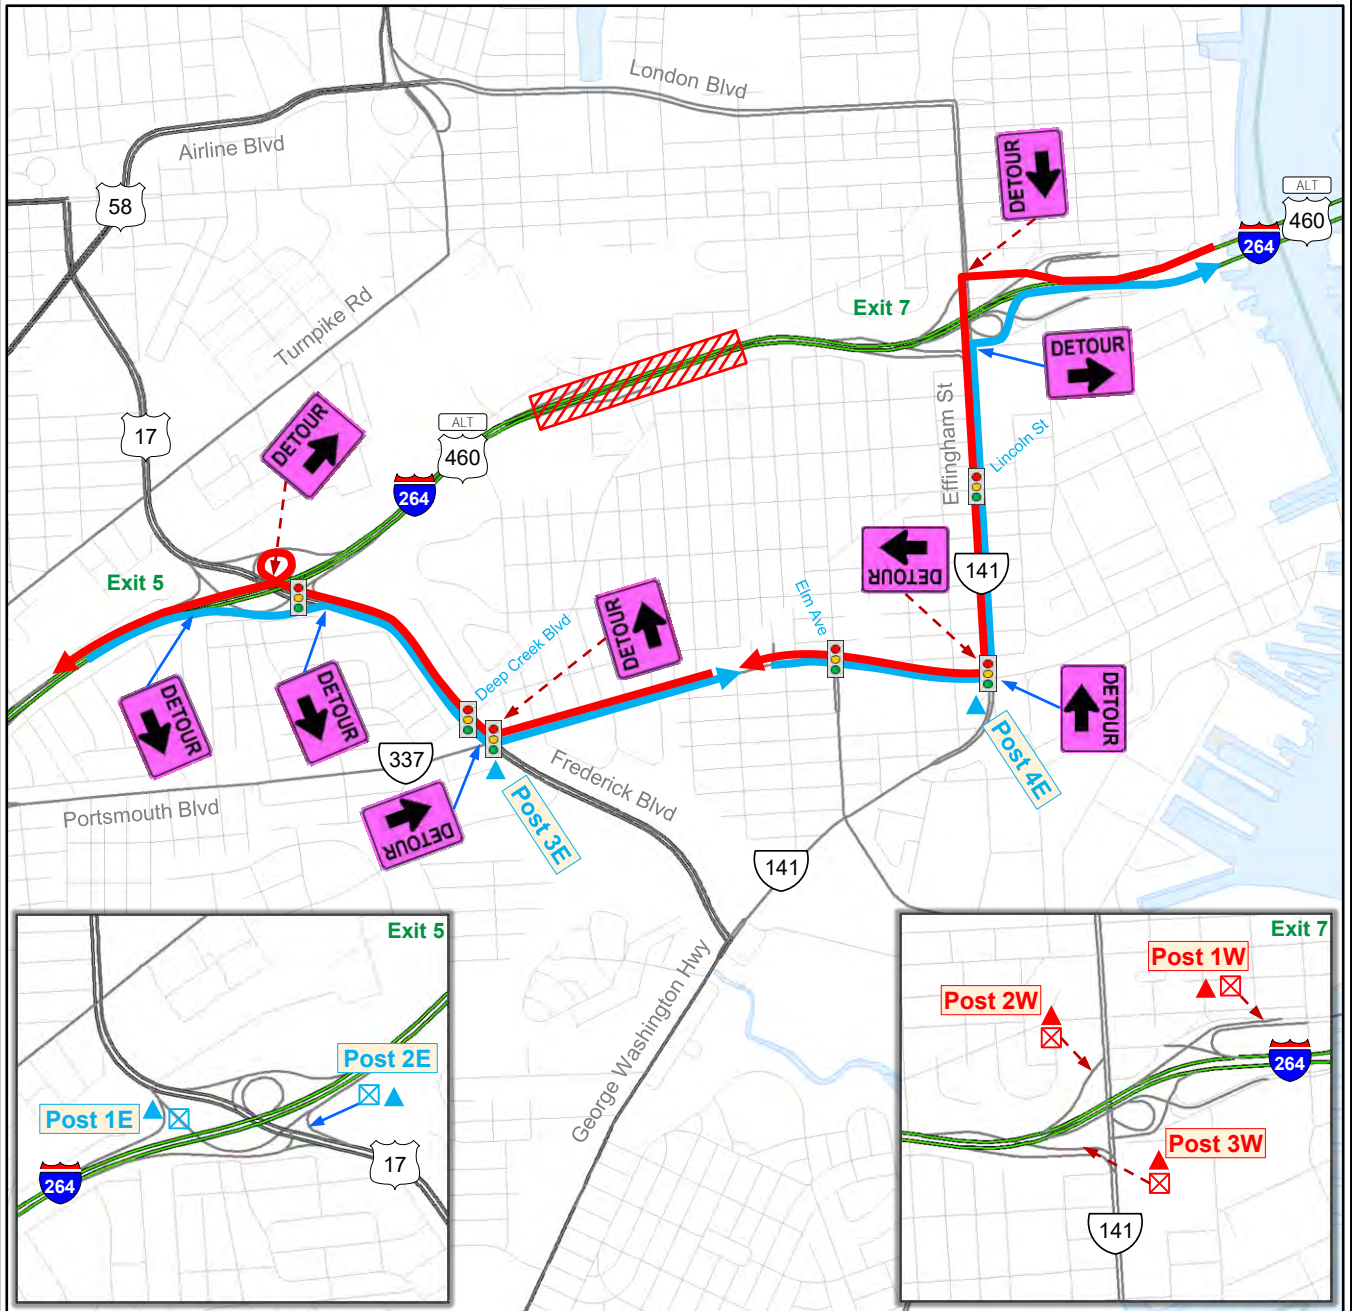 London Blvd
Airline Blvd
58
DETOUR
ALT
460
264
Exit 7
Turnpike Rd
DETOUR
17
DETOUR
ALT
460
264
Effingham St
Lincoln St
Exit 5
DETOUR
141
Elm Ave
DETOUR
Deep Creek Blvd
DETOUR
DETOUR
DETOUR
Post 4E
337
Frederick Blvd
Portsmouth Blvd
DETOUR
Post 3E
141
George Washington Hwy
Exit 5
Post 2E
Post 1E
17
264
Exit 7
Post 1W
Post 2W
264
Post 3W
141